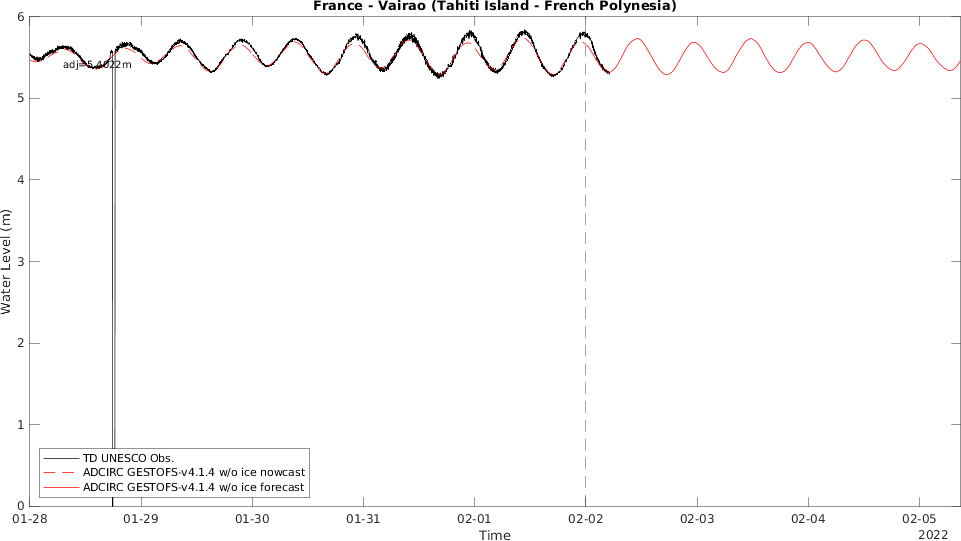 France - Vairao (Tahiti Island - French Polynesia)
6
5
4
3
2
1
0
Water Level (m)
adj=5.4022m
TD UNESCO Obs.
ADCIRC GESTOFS-v4.1.4 w/o ice nowcast
ADCIRC GESTOFS-v4.1.4 w/o ice forecast
01-28 01-29 01-30 01-31 02-01 02-02 02-03 02-04 02-05
Time
2022